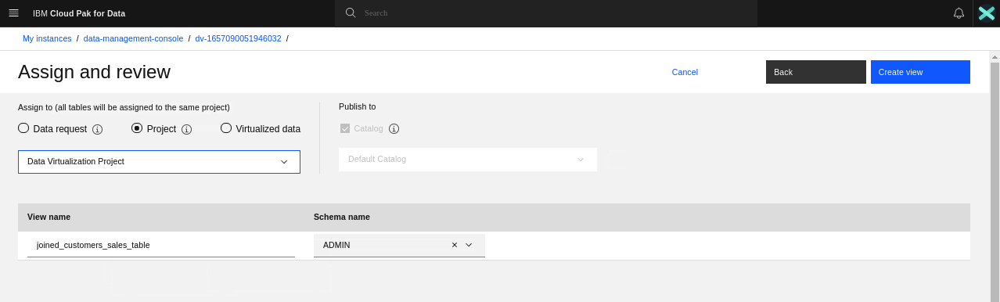 IBM Cloud Pak for Data
Search
My instances / data-management-console / dv-1657090051946032 /
Assign and review
Cancel
Back
Create view
Assign to (all tables will be assigned to the same project)
Publish to
Data request
Project
Virtualized data
Catalog
Data Virtualization Project
Default Catalog
View name
Schema name
joined_customers_sales_table
ADMIN